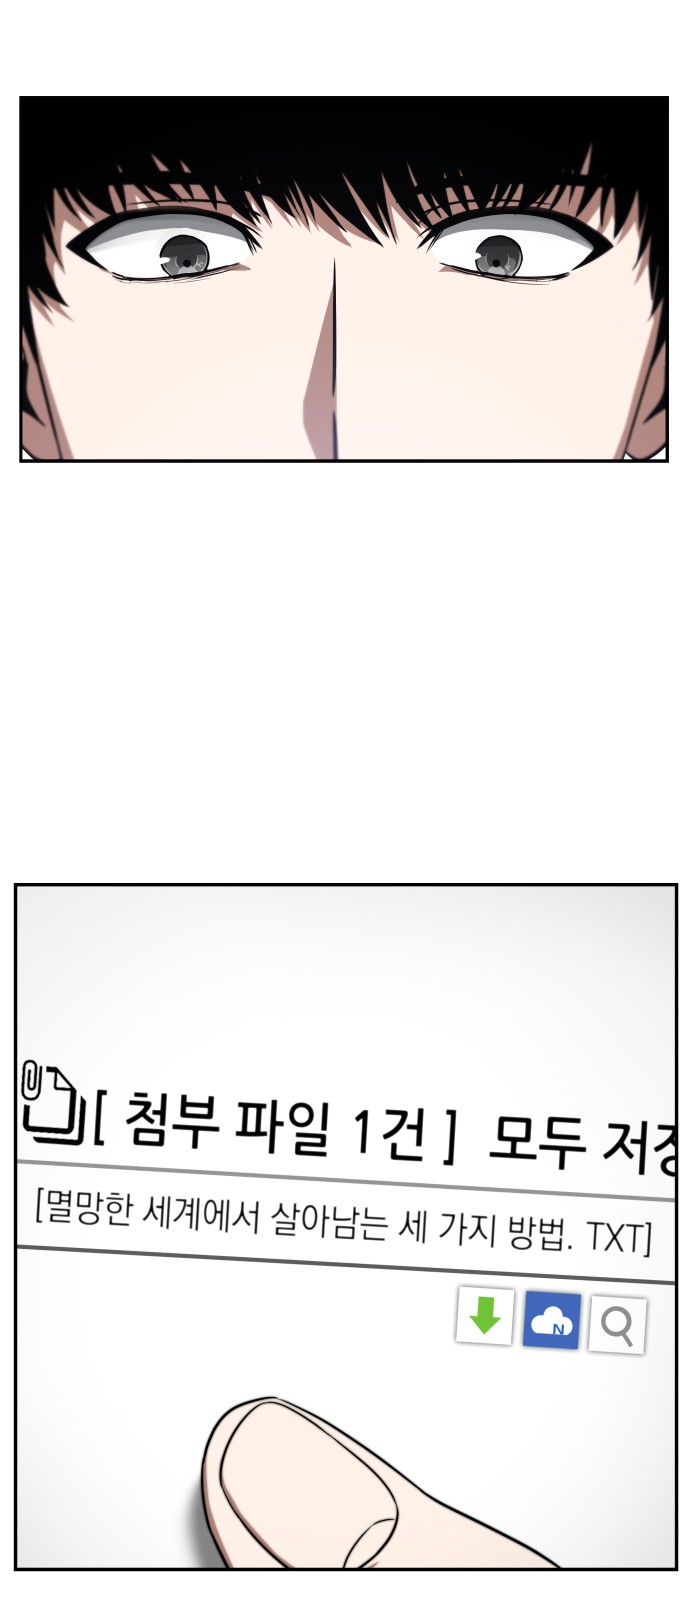 [ 첨부 파일 1건 ] 모두 저장
[멸망한 세계에서 살아남는 세 가지 방법. TXT]
N